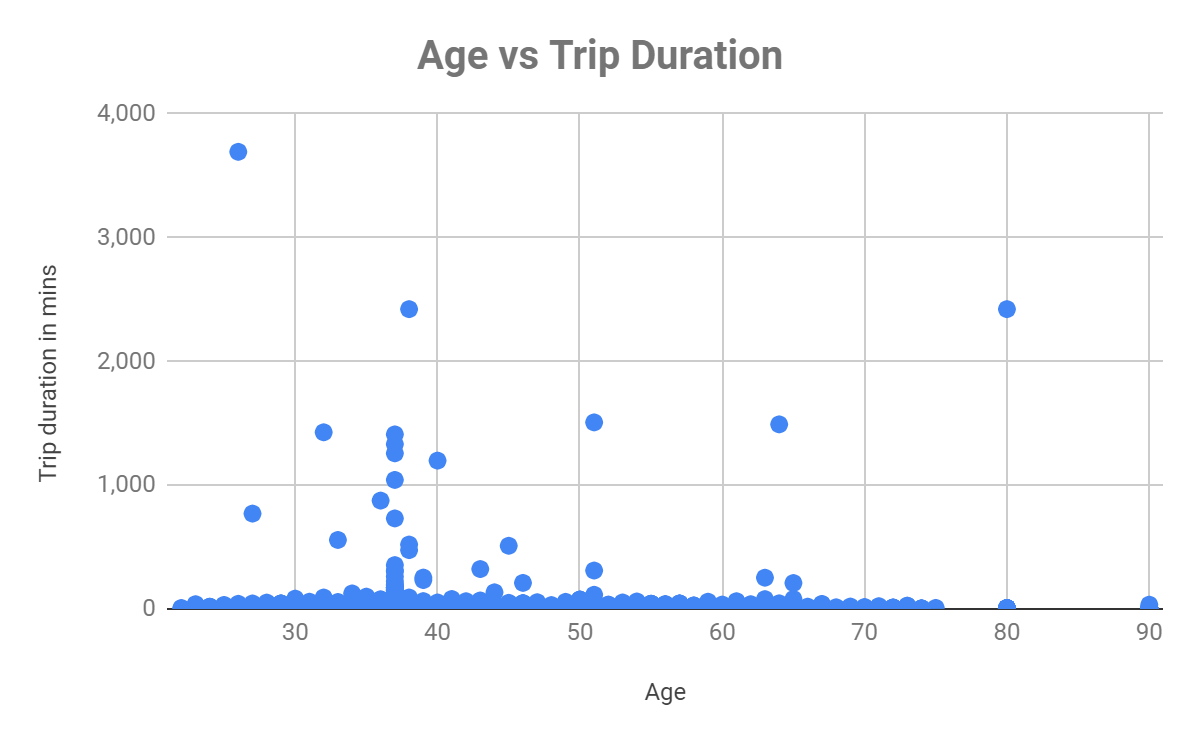 Age vs Trip Duration
4,000
3,000
2,000
1,000
0
Trip duration in mins
30 40 50 60 70 80 90
Age